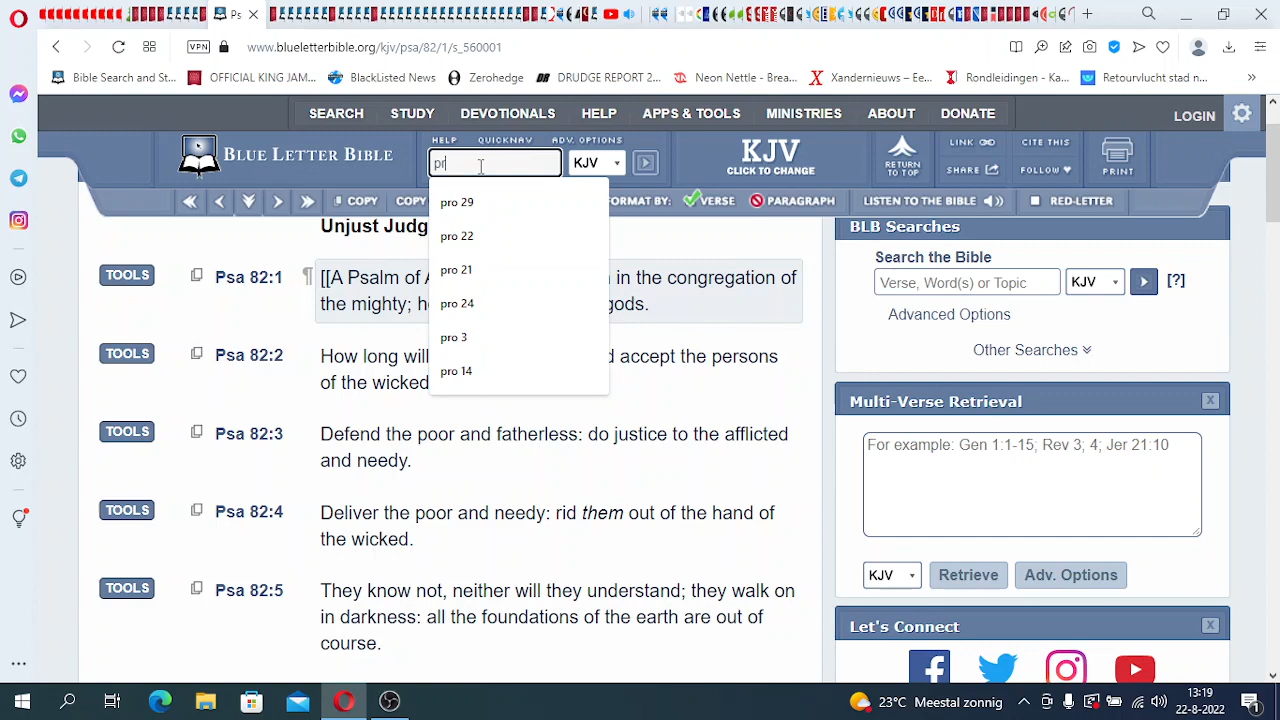 Ps
VPN
www.blueletterbible.org/kjv/psa/82/1/s_560001
Bible Search and St...
OFFICIAL KING JAM...
BlackListed News
Zerohedge
DRUDGE REPORT 2...
Neon Nettle - Brea...
Xandernieuws – Ee...
Rondleidingen - Ka...
Retourvlucht stad n...
SEARCH
STUDY
DEVOTIONALS
HELP
APPS & TOOLS
MINISTRIES
ABOUT
DONATE
LOGIN
BLUE LETTER BIBLE
HELP
QUICKNAV
ADV. OPTIONS
pr
KJV
KJV
CLICK TO CHANGE
RETURN
TO TOP
LINK
CITE THIS
SHARE
FOLLOW
PRINT
COPY
COPY
FORMAT BY:
VERSE
PARAGRAPH
LISTEN TO THE BIBLE
RED-LETTER
pro 29
pro 22
pro 21
pro 24
pro 3
pro 14
Unjust Judg
TOOLS
Psa 82:1
¶
[[A Psalm of A
in the congregation of
the mighty; he
gods.
TOOLS
Psa 82:2
How long will
d accept the persons
of the wicked
TOOLS
Psa 82:3
Defend the poor and fatherless: do justice to the afflicted
and needy.
TOOLS
Psa 82:4
Deliver the poor and needy: rid them out of the hand of
the wicked.
TOOLS
Psa 82:5
They know not, neither will they understand; they walk on
in darkness: all the foundations of the earth are out of
course.
BLB Searches
Search the Bible
Verse, Word(s) or Topic
KJV
[?]
Advanced Options
Other Searches
Multi-Verse Retrieval
X
For example: Gen 1:1-15; Rev 3; 4; Jer 21:10
KJV
Retrieve
Adv. Options
Let's Connect
X
23°C Meestal zonnig
13:19
22-8-2022
1